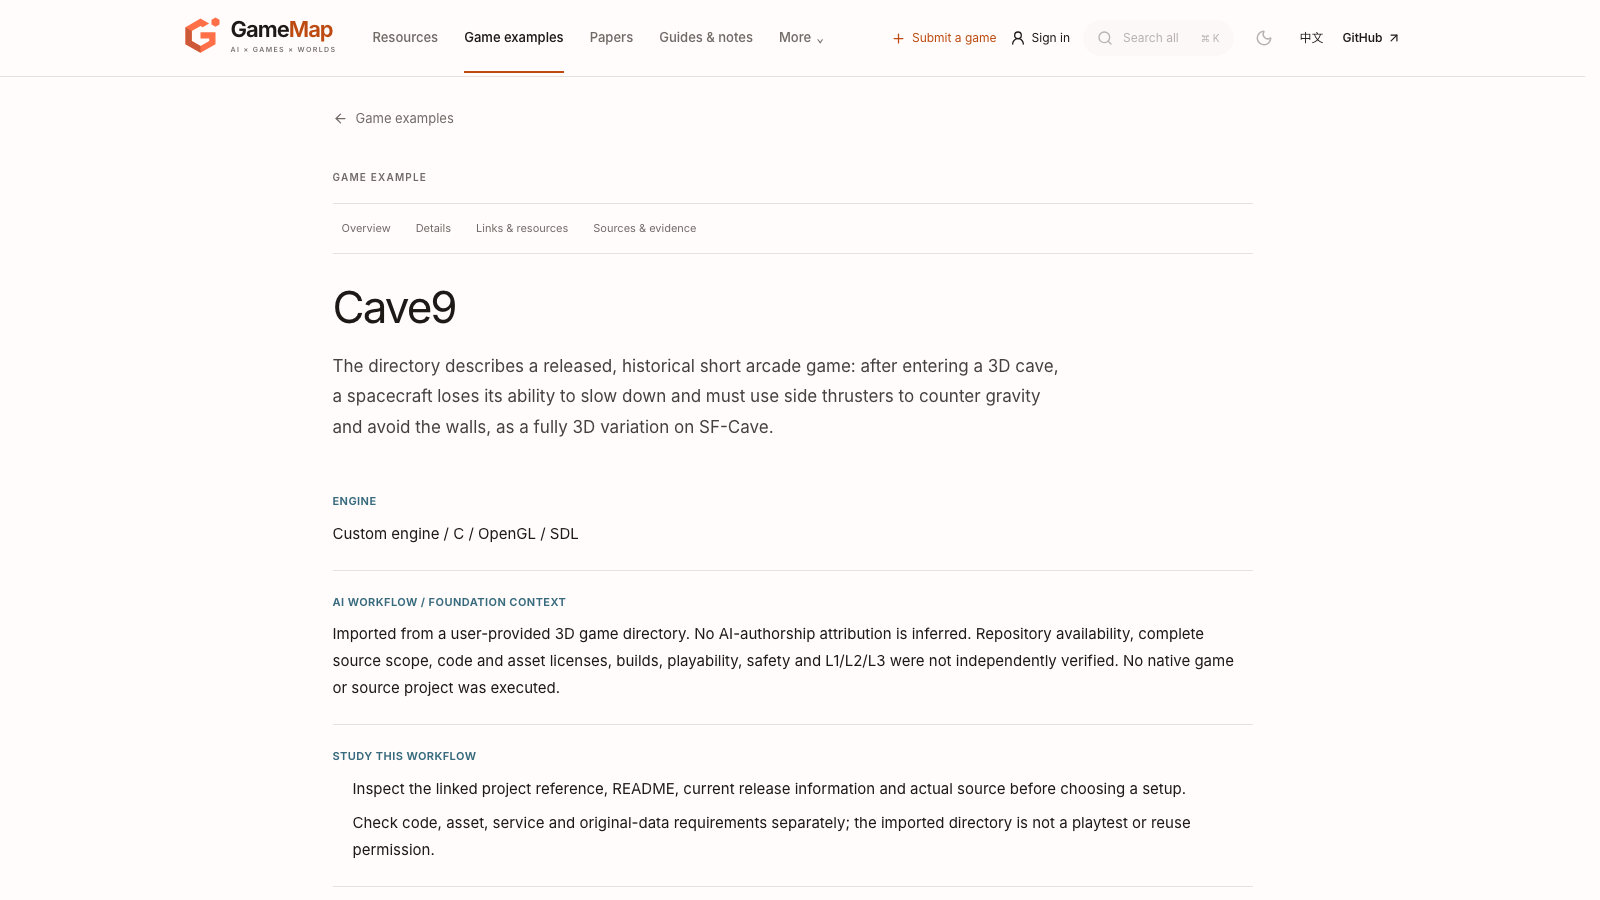 GameMap
AI × GAMES × WORLDS
Resources
Game examples
Papers
Guides & notes
More
Submit a game
Sign in
Search all
⌘ K
中文
GitHub
Game examples
GAME EXAMPLE
Overview
Details
Links & resources
Sources & evidence
Cave9
The directory describes a released, historical short arcade game: after entering a 3D cave,
a spacecraft loses its ability to slow down and must use side thrusters to counter gravity
and avoid the walls, as a fully 3D variation on SF-Cave.
ENGINE
Custom engine / C / OpenGL / SDL
AI WORKFLOW / FOUNDATION CONTEXT
Imported from a user-provided 3D game directory. No AI-authorship attribution is inferred. Repository availability, complete
source scope, code and asset licenses, builds, playability, safety and L1/L2/L3 were not independently verified. No native game
or source project was executed.
STUDY THIS WORKFLOW
Inspect the linked project reference, README, current release information and actual source before choosing a setup.
Check code, asset, service and original-data requirements separately; the imported directory is not a playtest or reuse
permission.